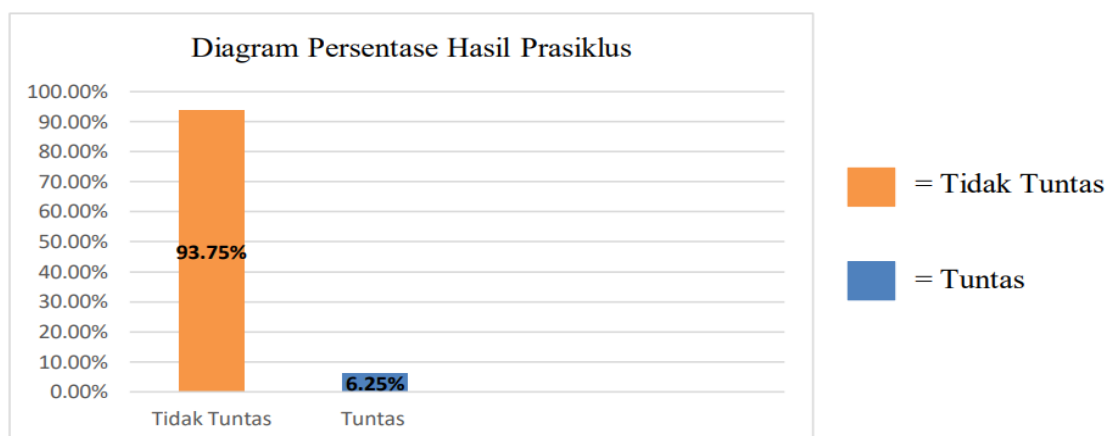 Diagram Persentase Hasil Prasiklus
100.00%
90.00%
80.00%
70.00%
60.00%
50.00%
40.00%
30.00%
20.00%
10.00%
0.00%
93.75%
6.25%
Tidak Tuntas
Tuntas
= Tidak Tuntas
= Tuntas